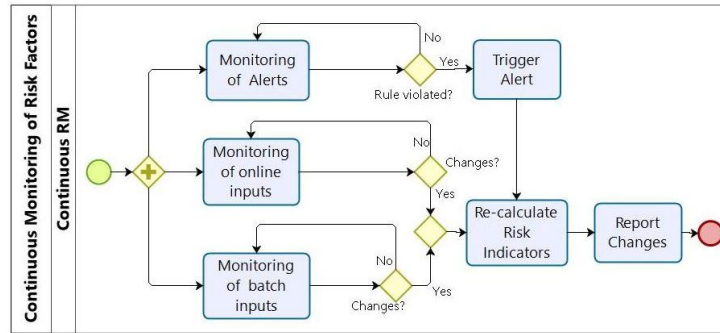 Continuous Monitoring of Risk Factors
Continuous RM
No
Monitoring
of Alerts
Yes
Rule violated?
Trigger
Alert
No
Monitoring
of online
inputs
Changes?
Yes
Re-calculate
Risk
Indicators
Report
Changes
No
Monitoring
of batch
inputs
Changes?
Yes